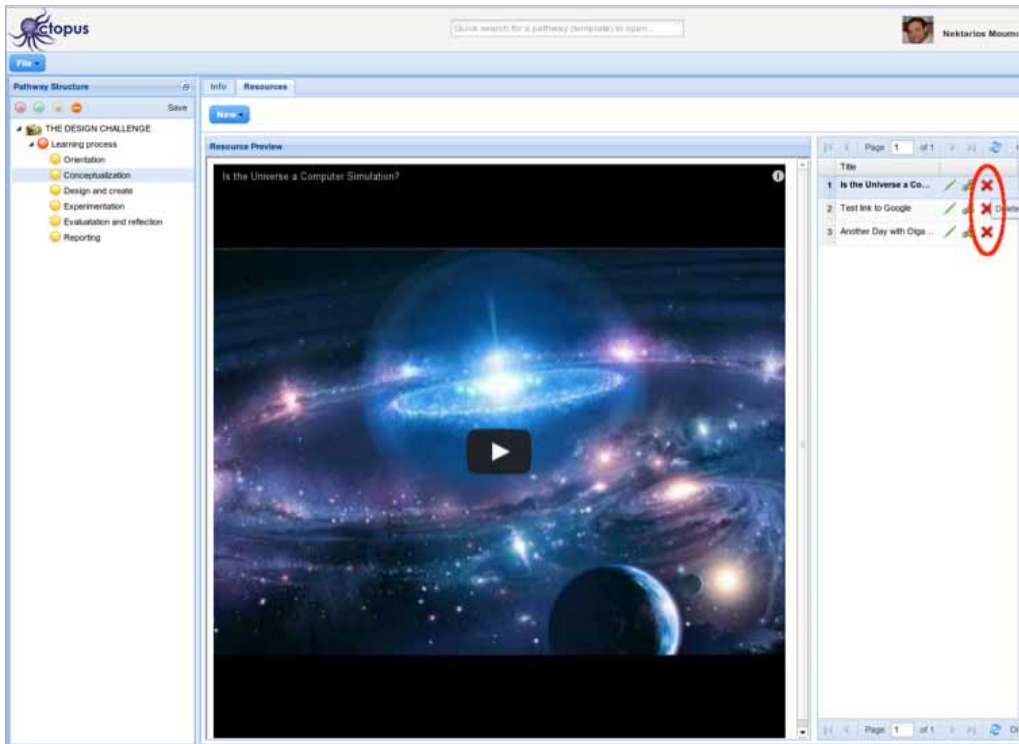 Octopus
Quick search for a pathway (template) to open...
Nektarios Moumo
File
Pathway Structure
Info
Resources
Save
New
THE DESIGN CHALLENGE
Learning process
Orientation
Conceptualization
Design and create
Experimentation
Evaluatation and reflection
Reporting
Resource Preview
Is the Universe a Computer Simulation?
Page 1 of 1
Title
1 Is the Universe a Co...
2 Test link to Google
Delete
3 Another Day with Olga...
Page 1 of 1
Di